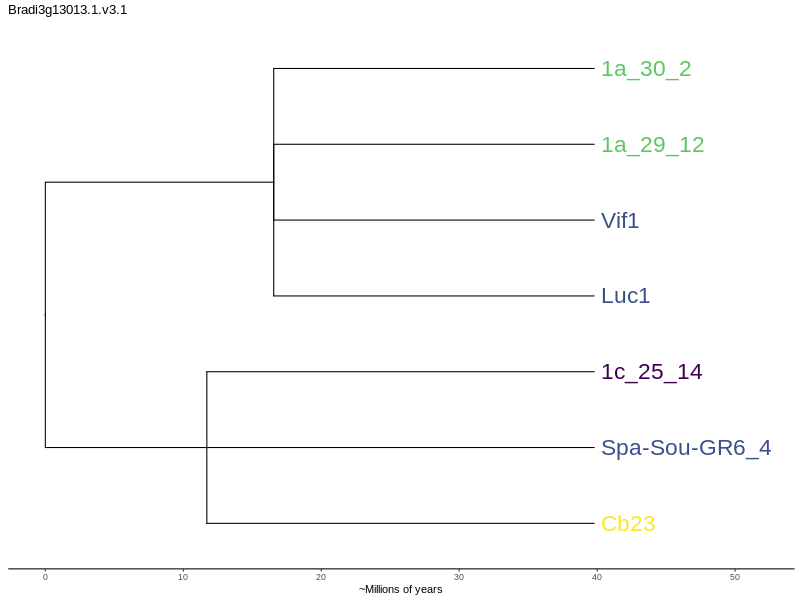 Bradi3g13013.1.v3.1
1a_30_2
1a_29_12
Vif1
Luc1
1c_25_14
Spa-Sou-GR6_4
Cb23
0 10 20 30 40 50
~Millions of years